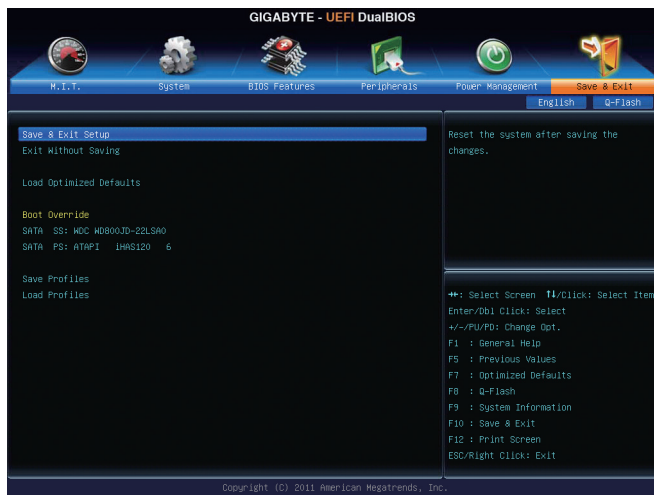 GIGABYTE - UEFI DualBIOS
M.I.T.
System
BIOS Features
Peripherals
Power Management
Save & Exit
English
Q-Flash
Save & Exit Setup
Exit Without Saving
Load Optimized Defaults
Boot Override
SATA SS: WDC WD800JD-22LSA0
SATA PS: ATAPI iHAS120 6
Save Profiles
Load Profiles
Reset the system after saving the
changes.
→←: Select Screen ↑↓/Click: Select Item
Enter/Dbl Click: Select
+/-/PU/PD: Change Opt.
F1 : General Help
F5 : Previous Values
F7 : Optimized Defaults
F8 : Q-Flash
F9 : System Information
F10 : Save & Exit
F12 : Print Screen
ESC/Right Click: Exit
Copyright (C) 2011 American Megatrends, Inc.